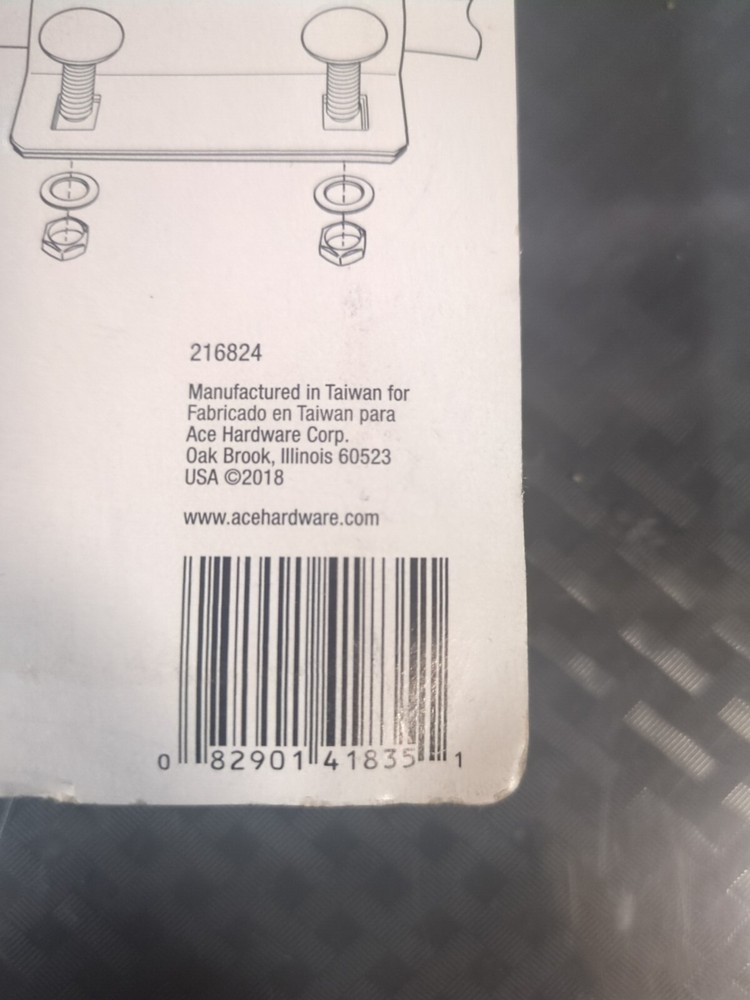 216824
Manufactured in Taiwan for
Fabricado en Taiwan para
Ace Hardware Corp.
Oak Brook, Illinois 60523
USA ©2018
www.acehardware.com
0 82901 41835 1